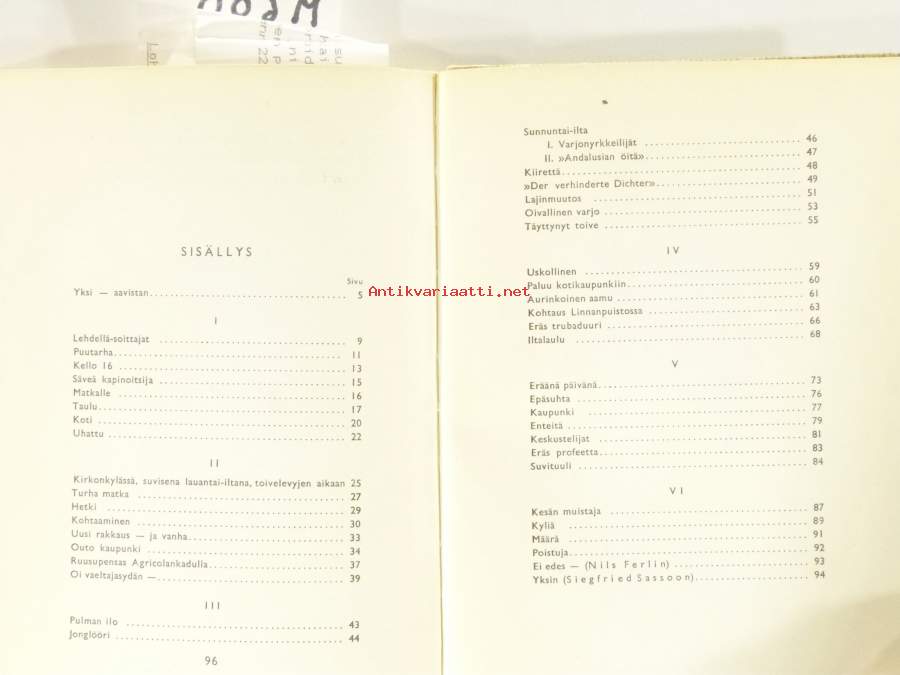 SISÄLLYS
Sivu
Yksi — aavistan 5
I
Lehdellä-soittajat 9
Puutarha 11
Kello 16 13
Säveä kapinoitsija 15
Matkalle 16
Taulu 17
Koti 20
Uhattu 22
II
Kirkonkylässä, suvisena lauantai-iltana, toivelevyjen aikaan 25
Turha matka 27
Hetki 29
Kohtaaminen 30
Uusi rakkaus — ja vanha 33
Outo kaupunki 34
Ruusupensas Agricolankadulla 37
Oi vaeltajasydän — 39
III
Pulman ilo 43
Jonglööri 44
96
Sunnuntai-ilta
I. Varjonyrkkeilijät 46
II. »Andalusian öitä» 47
Kiirettä 48
»Der verhinderte Dichter» 49
Lajinmuutos 51
Oivallinen varjo 53
Täyttynyt toive 55
IV
Uskollinen 59
Paluu kotikaupunkiin 60
Aurinkoinen aamu 61
Kohtaus Linnanpuistossa 63
Eräs trubaduuri 66
Iltalaulu 68
V
Eräänä päivänä 73
Epäsuhta 76
Kaupunki 77
Enteitä 79
Keskustelijat 81
Eräs profeetta 83
Suvituuli 84
VI
Kesän muistaja 87
Kyliä 89
Määrä 91
Poistuja 92
Ei edes — (Nils Ferlin) 93
Yksin (Siegfried Sassoon) 94
Antikvariaatti.net